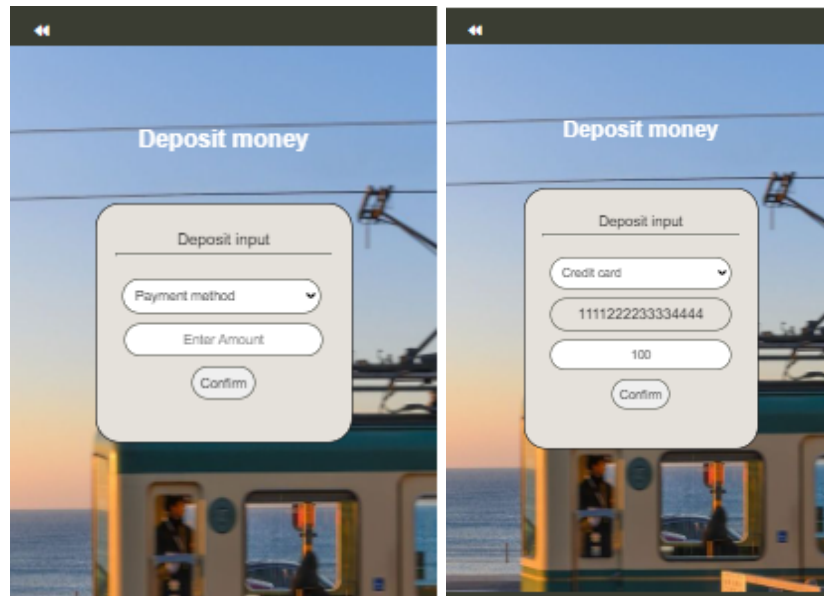 Deposit money
Deposit input
Payment method
Enter Amount
Confirm
Deposit money
Deposit input
Credit card
1111222233334444
100
Confirm